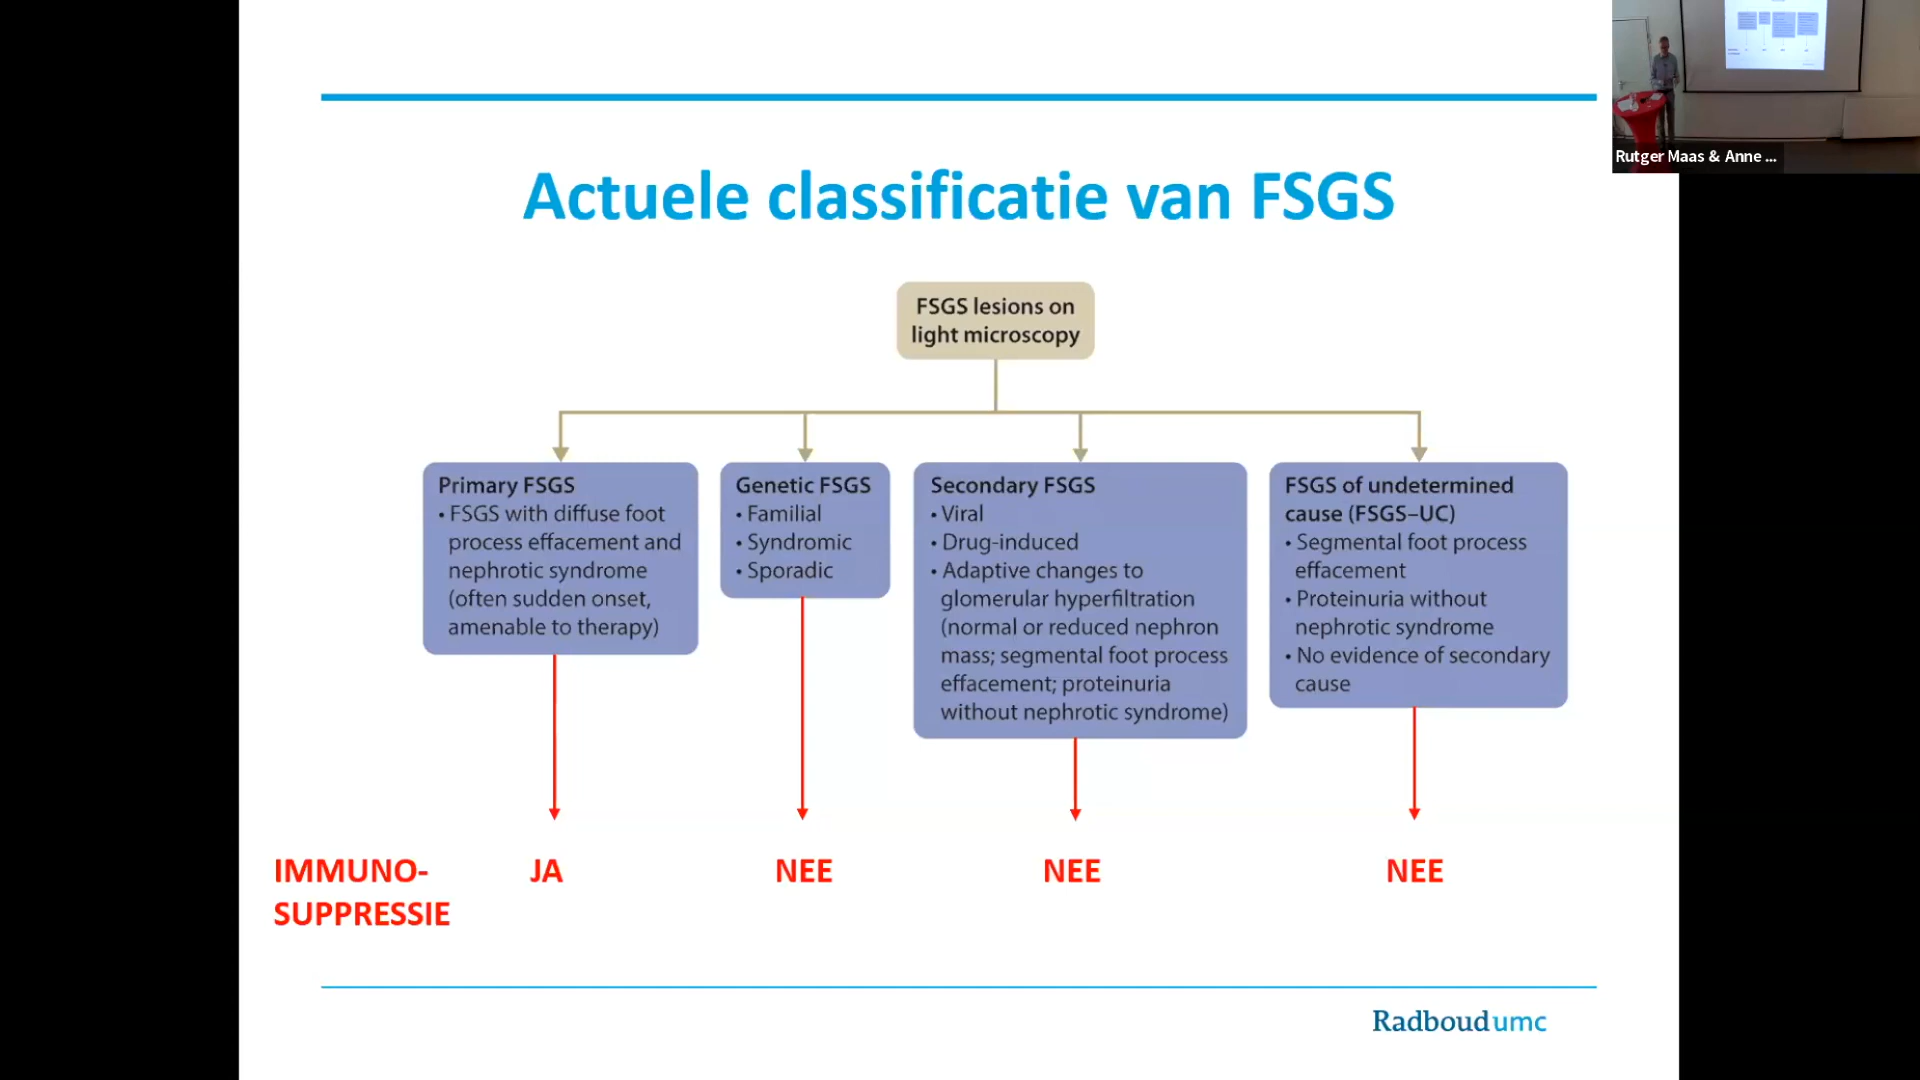 Rutger Maas & Anne ...
Actuele classificatie van FSGS
FSGS lesions on
light microscopy
Primary FSGS
• FSGS with diffuse foot
process effacement and
nephrotic syndrome
(often sudden onset,
amenable to therapy)
Genetic FSGS
• Familial
• Syndromic
• Sporadic
Secondary FSGS
• Viral
• Drug-induced
• Adaptive changes to
glomerular hyperfiltration
(normal or reduced nephron
mass; segmental foot process
effacement; proteinuria
without nephrotic syndrome)
FSGS of undetermined
cause (FSGS–UC)
• Segmental foot process
effacement
• Proteinuria without
nephrotic syndrome
• No evidence of secondary
cause
IMMUNO-
SUPPRESSIE
JA
NEE
NEE
NEE
Radboudumc